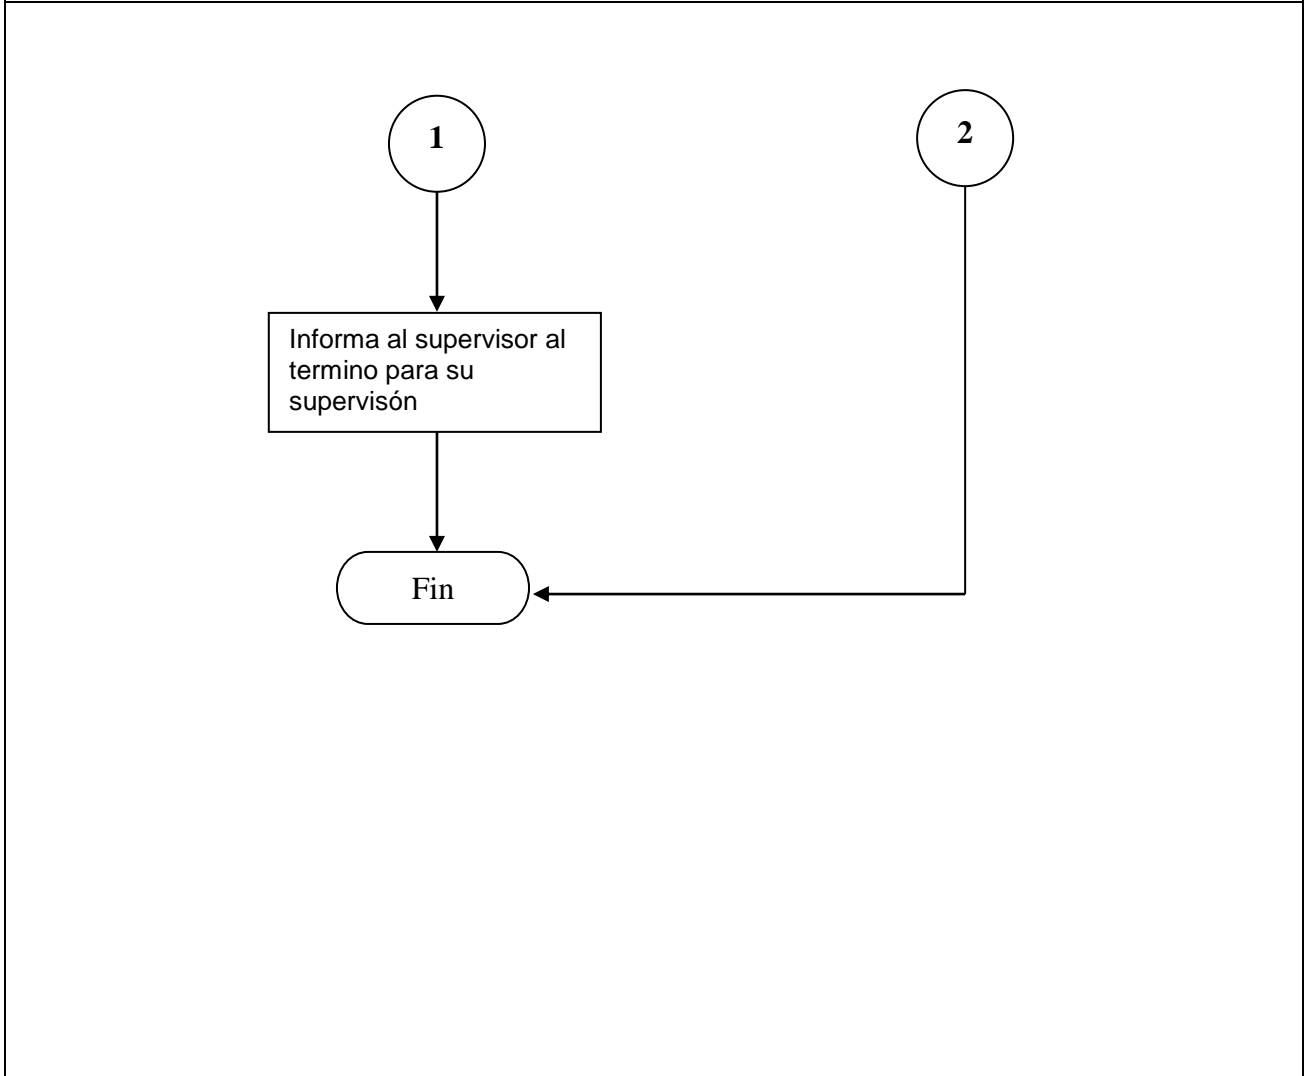 1
2
Informa al supervisor al
termino para su
supervisón
Fin